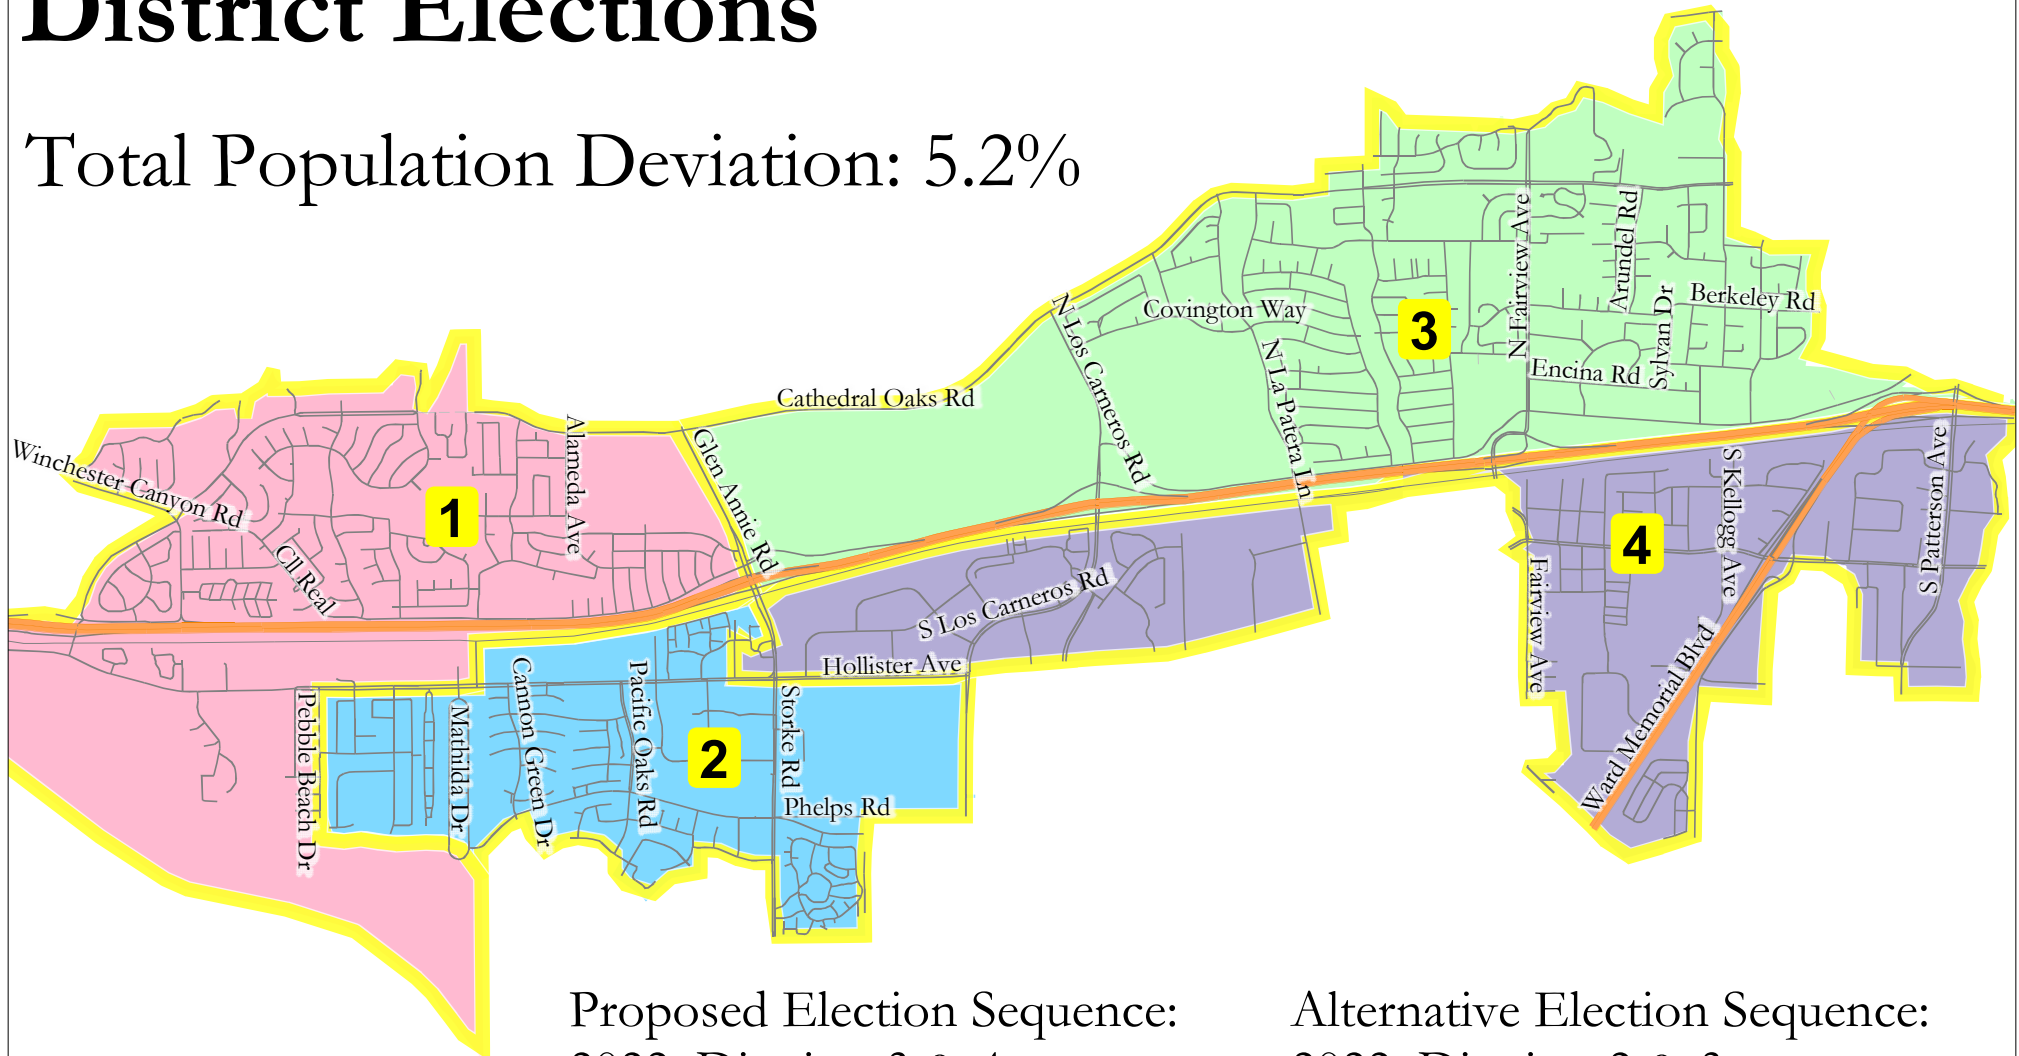 District Elections
Total Population Deviation: 5.2%
N Fairview Ave
Arundel Rd
Sylvan Dr
Berkeley Rd
Covington Way
N Los Carneros Rd
3
N La Patera Ln
Encina Rd
Cathedral Oaks Rd
Alameda Ave
Glen Annie Rd
Winchester Canyon Rd
1
Cll Real
S Kellogg Ave
S Patterson Ave
4
Fairview Ave
S Los Carneros Rd
Hollister Ave
Ward Memorial Blvd
Pebble Beach Dr
Mathilda Dr
Cannon Green Dr
Pacific Oaks Rd
2
Storke Rd
Phelps Rd
Proposed Election Sequence:
Alternative Election Sequence: